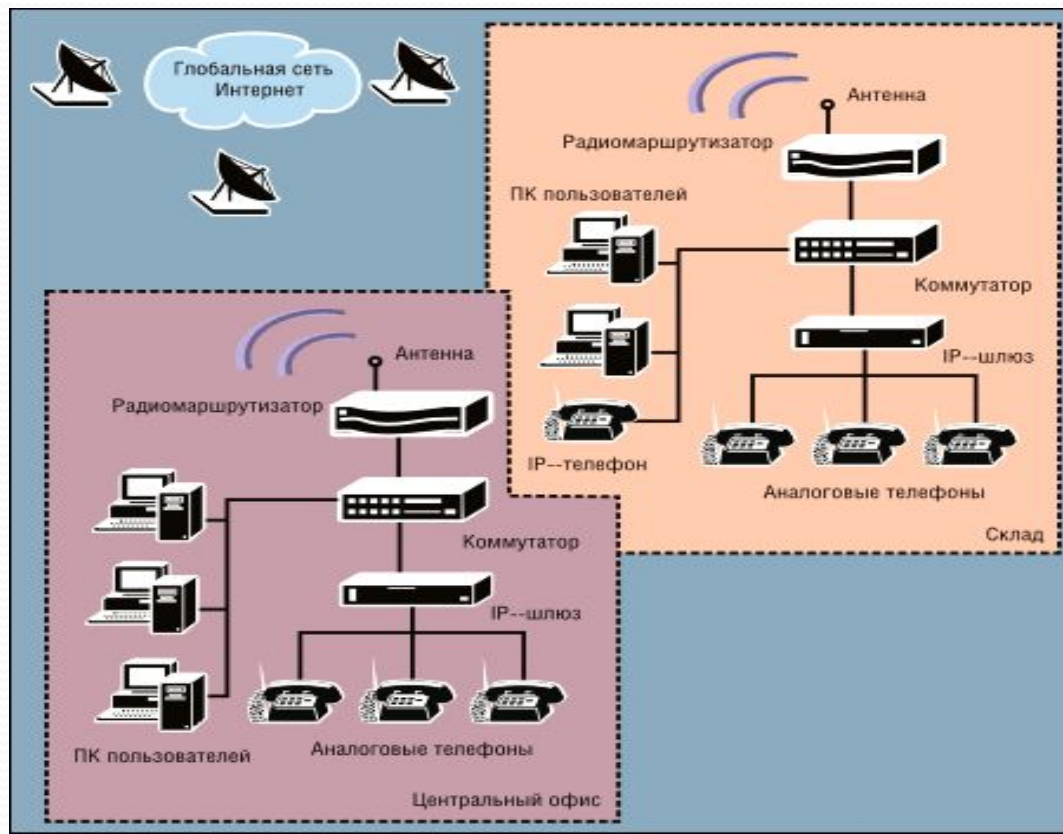 Глобальная сеть
Интернет
Антенна
Радиомаршрутизатор
ПК пользователей
Коммутатор
IP--шлюз
IP--телефон
Аналоговые телефоны
Склад
Антенна
Радиомаршрутизатор
Коммутатор
IP--шлюз
Аналоговые телефоны
ПК пользователей
Центральный офис